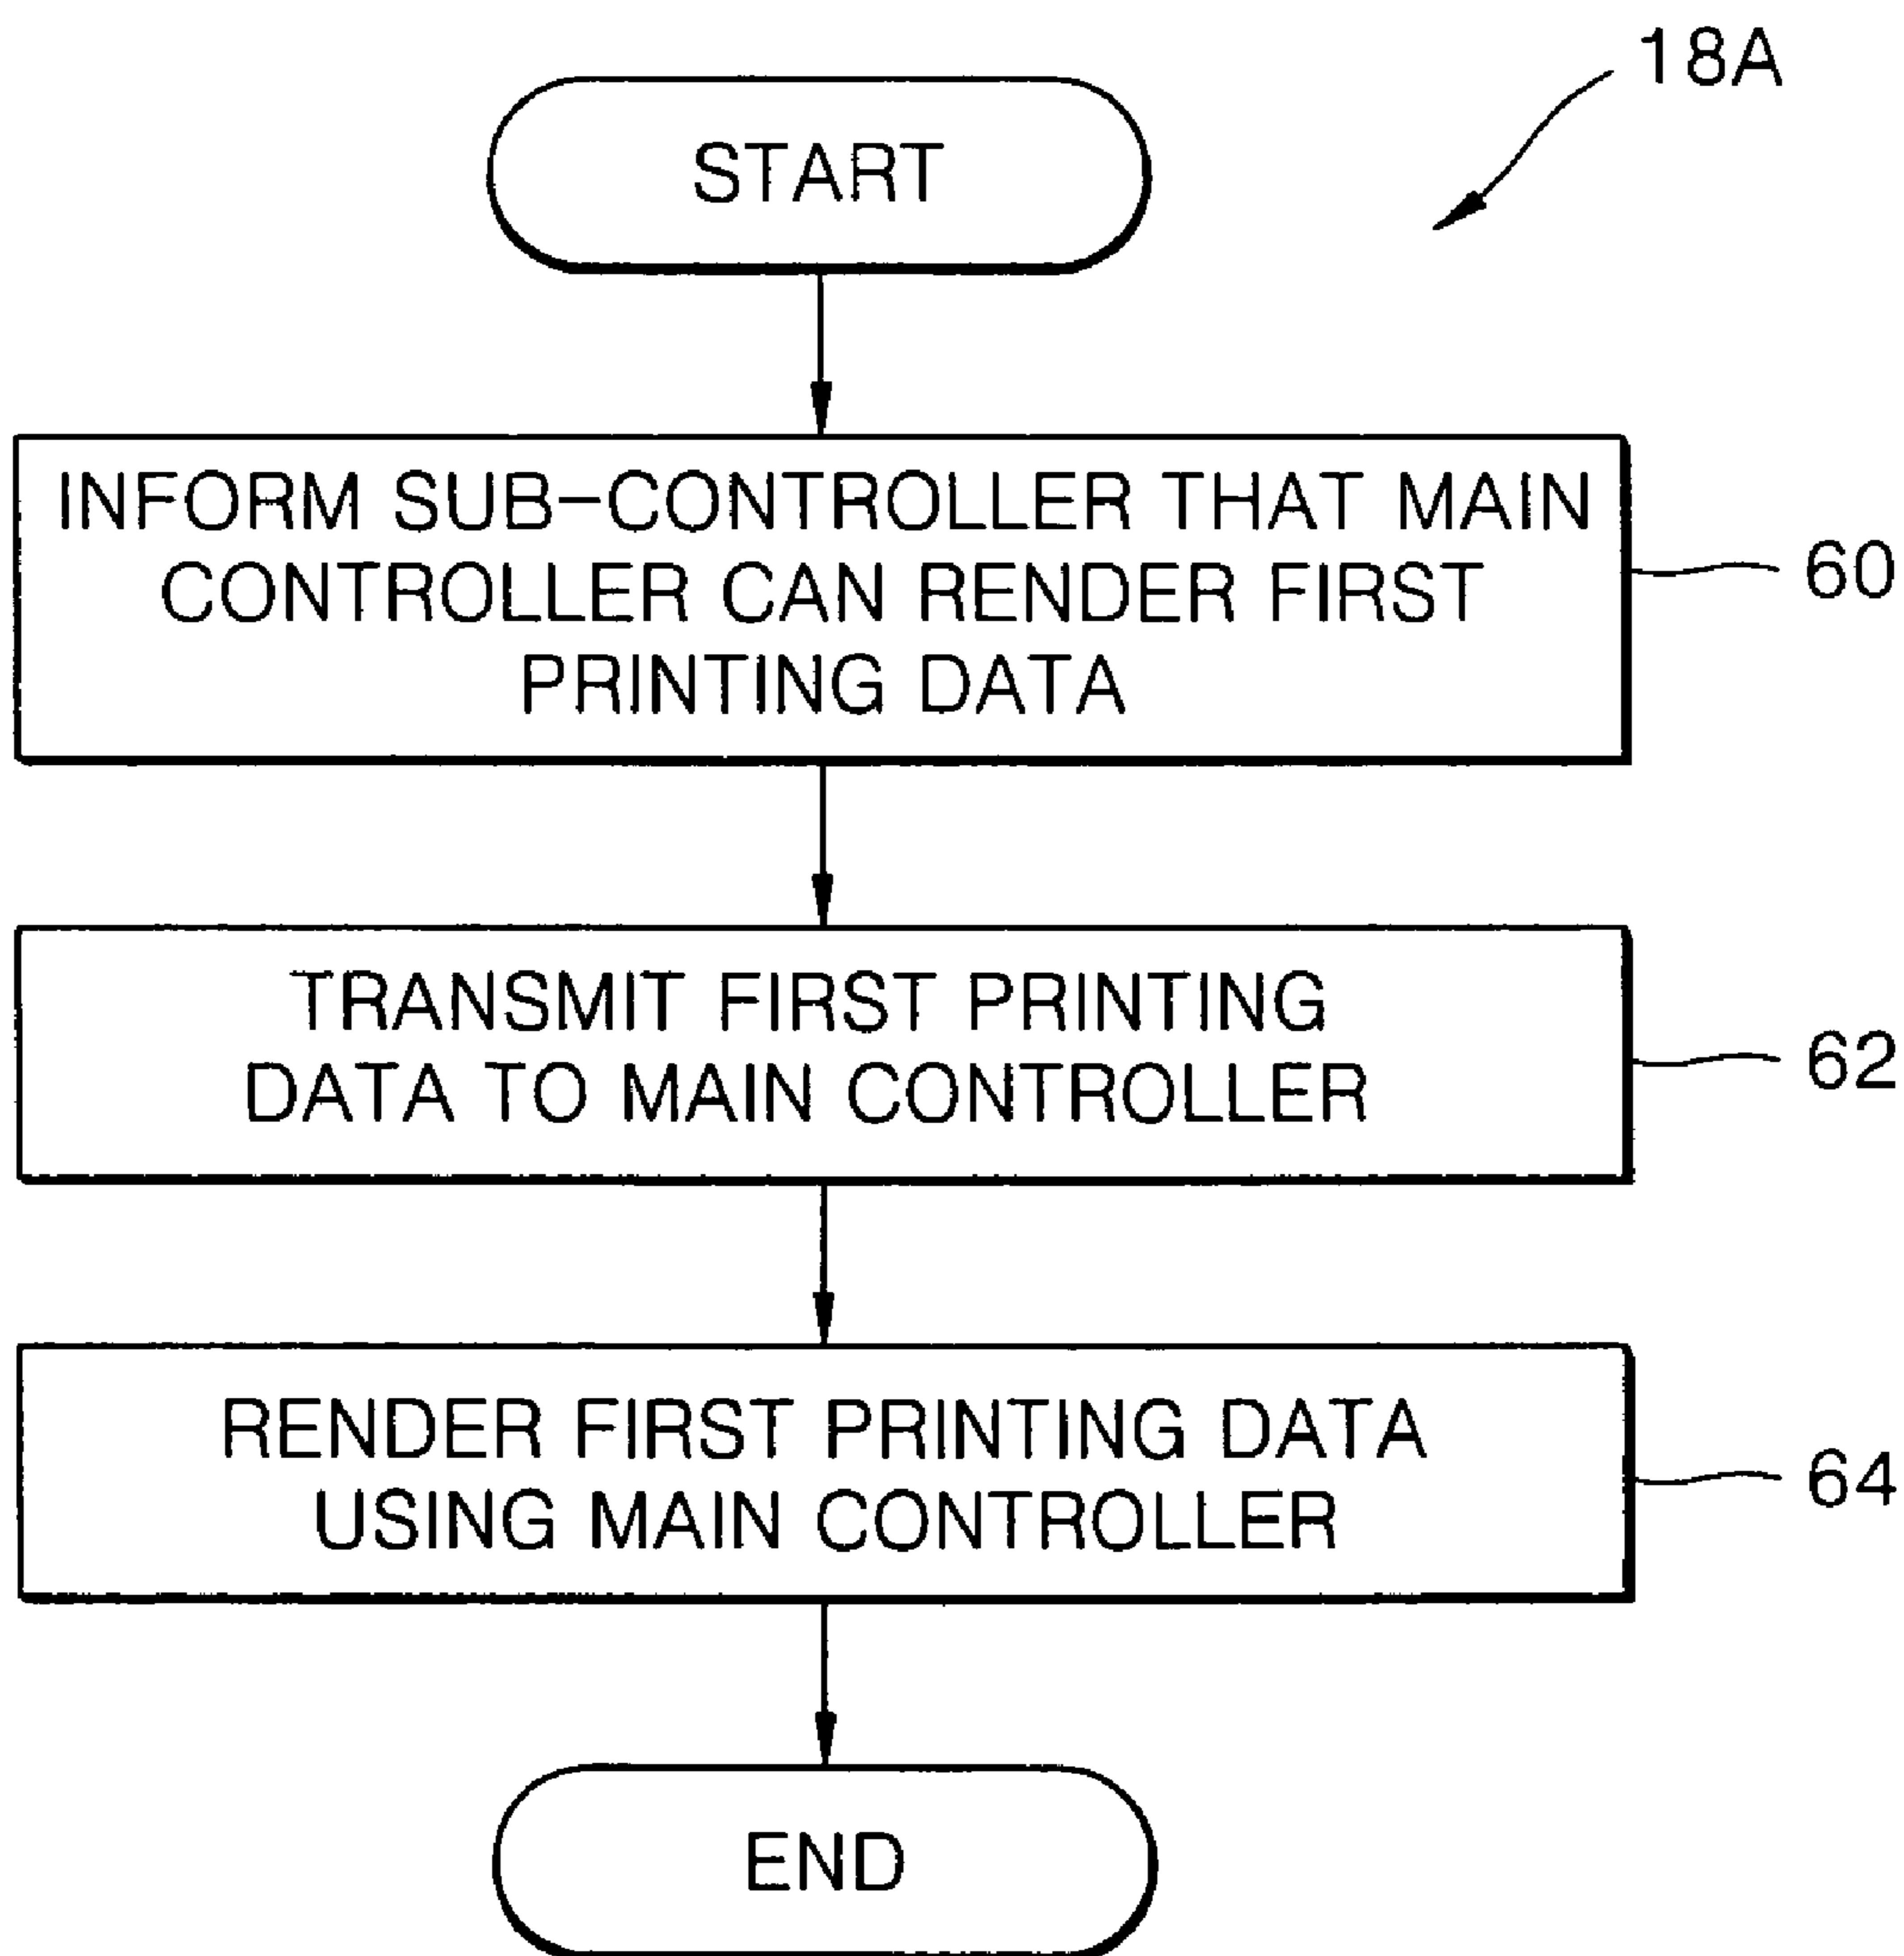 18A
START
INFORM SUB-CONTROLLER THAT MAIN
CONTROLLER CAN RENDER FIRST
PRINTING DATA
60
TRANSMIT FIRST PRINTING
DATA TO MAIN CONTROLLER
62
RENDER FIRST PRINTING DATA
USING MAIN CONTROLLER
64
END